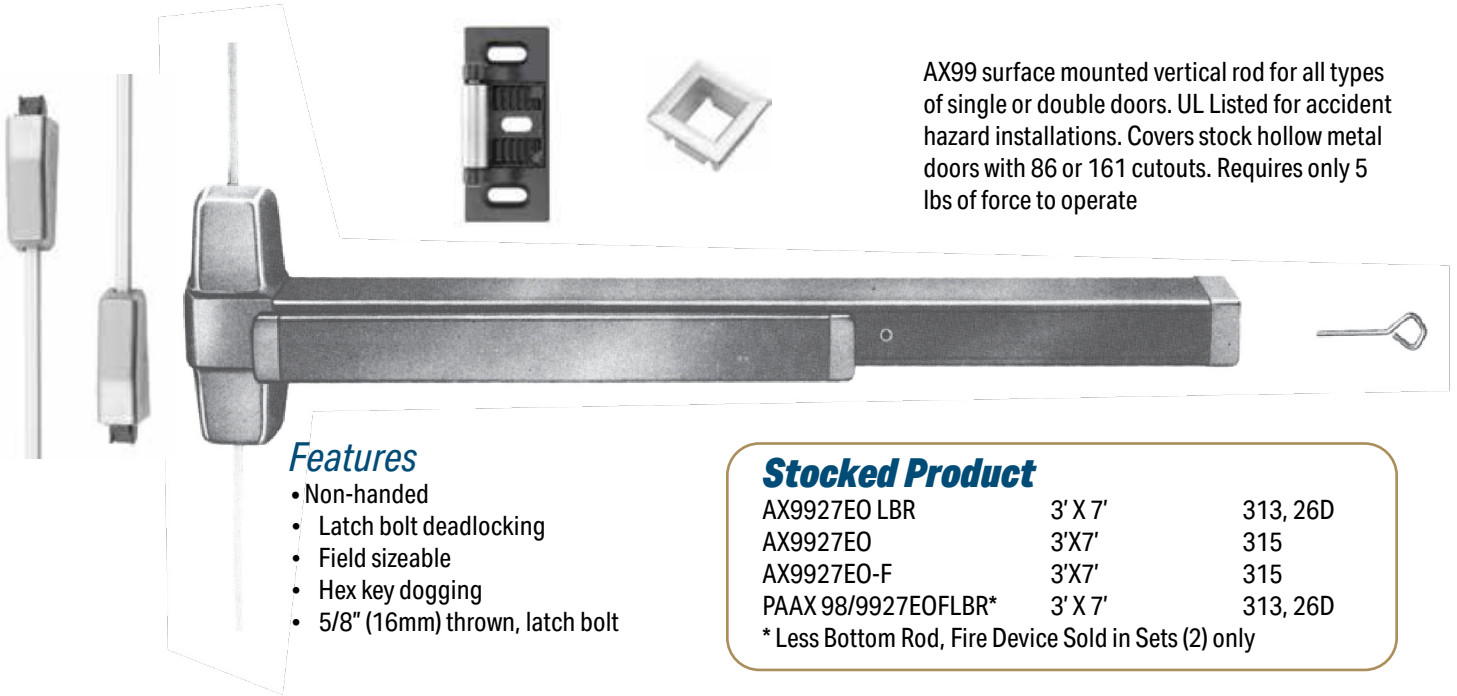 AX99 surface mounted vertical rod for all types
of single or double doors. UL Listed for accident
hazard installations. Covers stock hollow metal
doors with 86 or 161 cutouts. Requires only 5
lbs of force to operate
Features
• Non-handed
• Latch bolt deadlocking
• Field sizeable
• Hex key dogging
• 5/8" (16mm) thrown, latch bolt
Stocked Product
AX9927EO LBR 3' X 7' 313, 26D
AX9927EO 3'X7' 315
AX9927EO-F 3'X7' 315
PAAX 98/9927EOFLBR* 3' X 7' 313, 26D
* Less Bottom Rod, Fire Device Sold in Sets (2) only